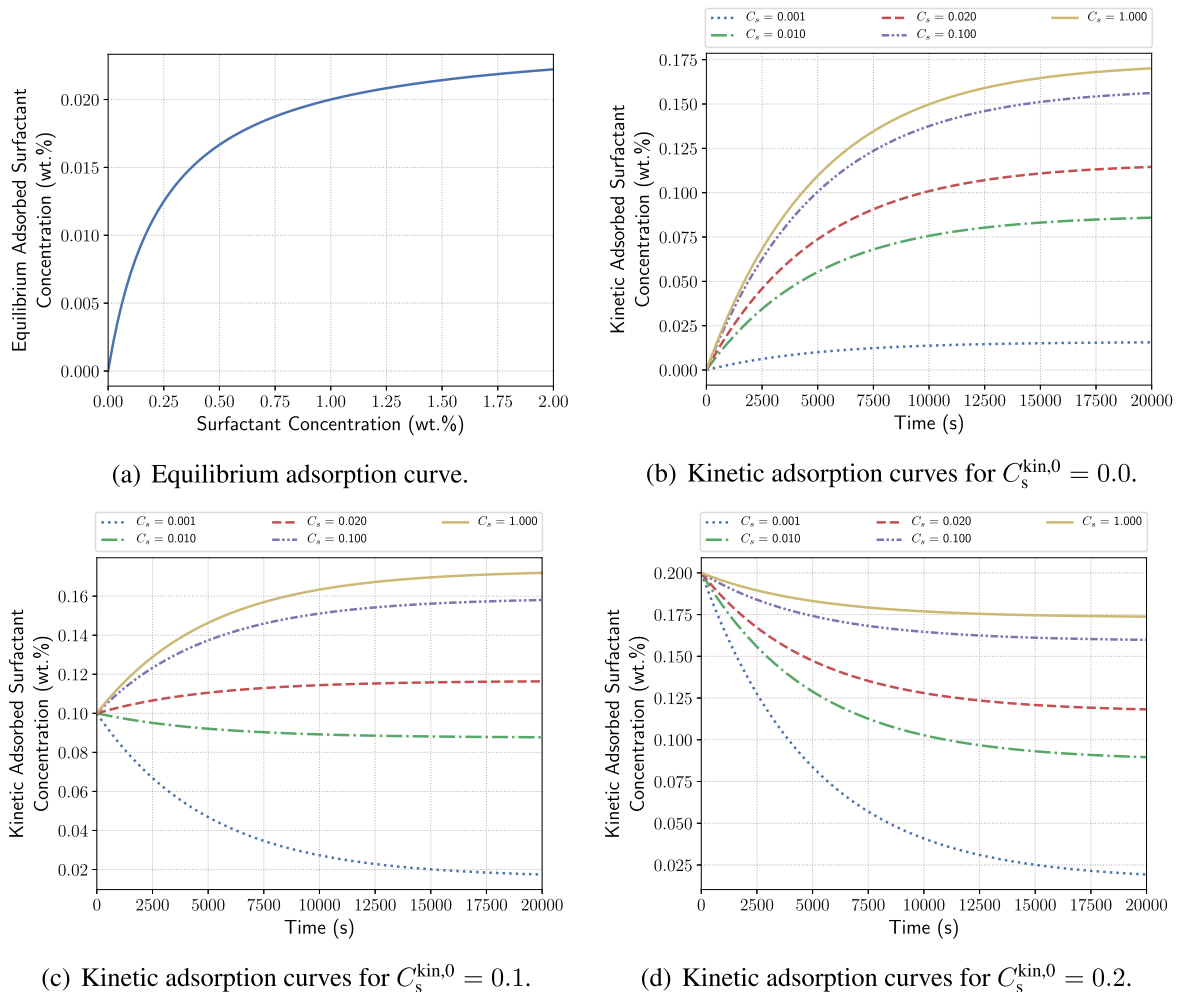 Equilibrium Adsorbed Surfactant
Concentration (wt.%)
0.020
0.015
0.010
0.005
0.000
0.00 0.25 0.50 0.75 1.00 1.25 1.50 1.75 2.00
Surfactant Concentration (wt.%)
(a) Equilibrium adsorption curve.
C_s = 0.001 C_s = 0.020 C_s = 1.000
C_s = 0.010 C_s = 0.100
Kinetic Adsorbed Surfactant
Concentration (wt.%)
0.175
0.150
0.125
0.100
0.075
0.050
0.025
0.000
0 2500 5000 7500 10000 12500 15000 17500 20000
Time (s)
(b) Kinetic adsorption curves for C_s^{kin,0} = 0.0.
C_s = 0.001 C_s = 0.020 C_s = 1.000
C_s = 0.010 C_s = 0.100
Kinetic Adsorbed Surfactant
Concentration (wt.%)
0.16
0.14
0.12
0.10
0.08
0.06
0.04
0.02
0 2500 5000 7500 10000 12500 15000 17500 20000
Time (s)
(c) Kinetic adsorption curves for C_s^{kin,0} = 0.1.
C_s = 0.001 C_s = 0.020 C_s = 1.000
C_s = 0.010 C_s = 0.100
Kinetic Adsorbed Surfactant
Concentration (wt.%)
0.200
0.175
0.150
0.125
0.100
0.075
0.050
0.025
0 2500 5000 7500 10000 12500 15000 17500 20000
Time (s)
(d) Kinetic adsorption curves for C_s^{kin,0} = 0.2.